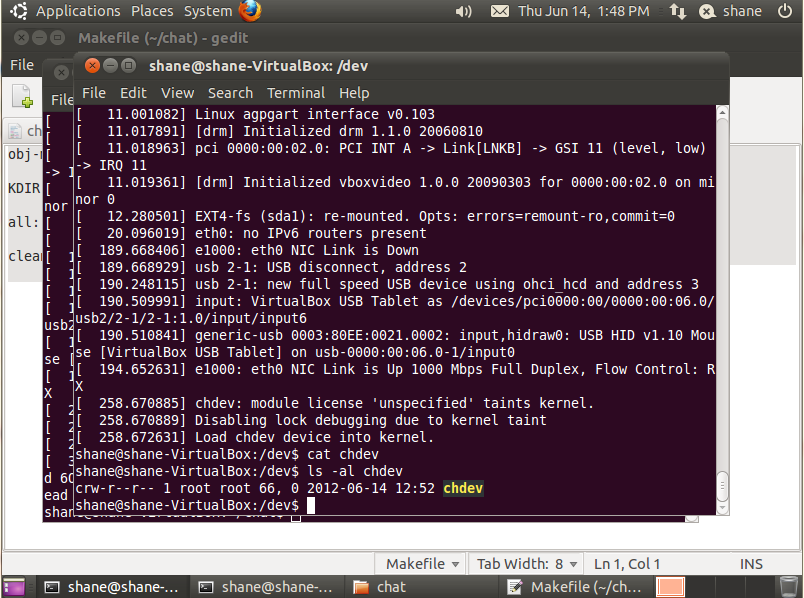 Applications Places System Thu Jun 14, 1:48 PM shane
Makefile (~/chat) - gedit
File
shane@shane-VirtualBox: /dev
File
File Edit View Search Terminal Help
ch
obj-
KDIR
all:
clean
[
[
[
-> I
[
nor
[
[
[
[
[
[
usb2
[
se [
[
X
[
[
[
[
d 60
ead
shan
[   11.001082] Linux agpgart interface v0.103
[   11.017891] [drm] Initialized drm 1.1.0 20060810
[   11.018963] pci 0000:00:02.0: PCI INT A -> Link[LNKB] -> GSI 11 (level, low)
-> IRQ 11
[   11.019361] [drm] Initialized vboxvideo 1.0.0 20090303 for 0000:00:02.0 on mi
nor 0
[   12.280501] EXT4-fs (sda1): re-mounted. Opts: errors=remount-ro,commit=0
[   20.096019] eth0: no IPv6 routers present
[  189.668406] e1000: eth0 NIC Link is Down
[  189.668929] usb 2-1: USB disconnect, address 2
[  190.248115] usb 2-1: new full speed USB device using ohci_hcd and address 3
[  190.509991] input: VirtualBox USB Tablet as /devices/pci0000:00/0000:00:06.0/
usb2/2-1/2-1:1.0/input/input6
[  190.510841] generic-usb 0003:80EE:0021.0002: input,hidraw0: USB HID v1.10 Mou
se [VirtualBox USB Tablet] on usb-0000:00:06.0-1/input0
[  194.652631] e1000: eth0 NIC Link is Up 1000 Mbps Full Duplex, Flow Control: R
X
[  258.670885] chdev: module license 'unspecified' taints kernel.
[  258.670889] Disabling lock debugging due to kernel taint
[  258.672631] Load chdev device into kernel.
shane@shane-VirtualBox:/dev$ cat chdev
shane@shane-VirtualBox:/dev$ ls -al chdev
crw-r--r-- 1 root root 66, 0 2012-06-14 12:52 chdev
shane@shane-VirtualBox:/dev$
Makefile Tab Width: 8 Ln 1, Col 1 INS
shane@shane-... shane@shane-... chat Makefile (~/ch...